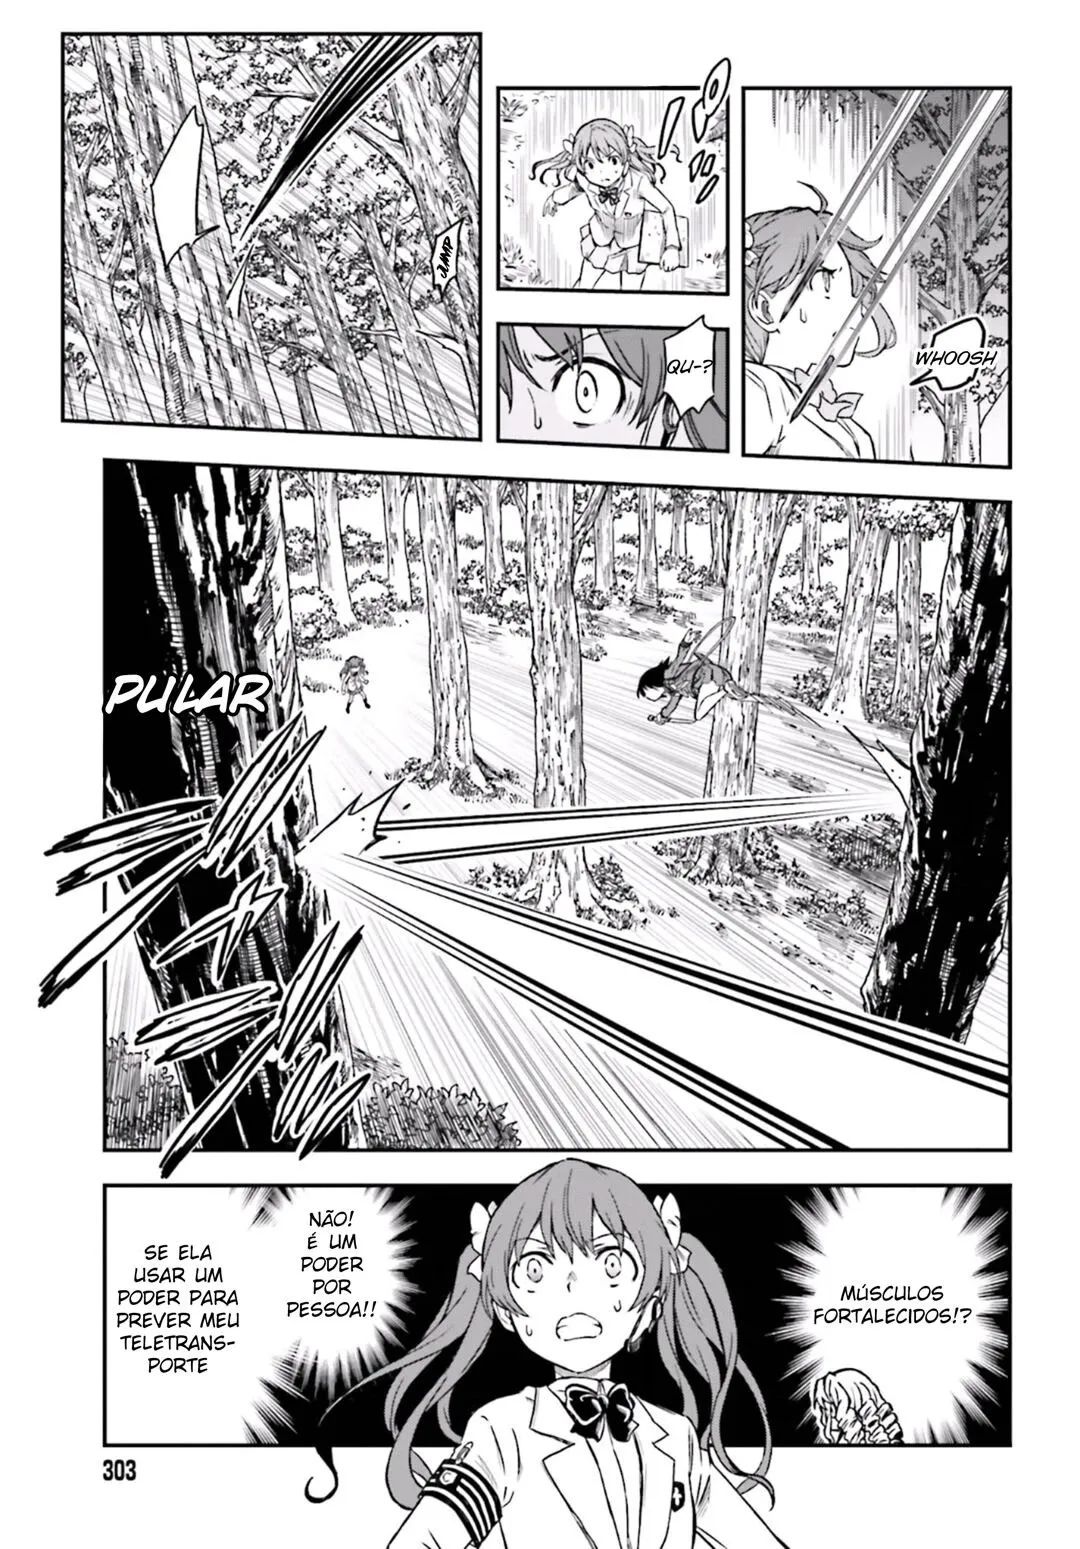 WHOOSH
QU-?
JUMP
PULAR
MÚSCULOS
FORTALECIDOS!?
NÃO!
É UM
PODER
POR
PESSOA!!
SE ELA
USAR UM
PODER PARA
PREVER MEU
TELETRANS-
PORTE
303